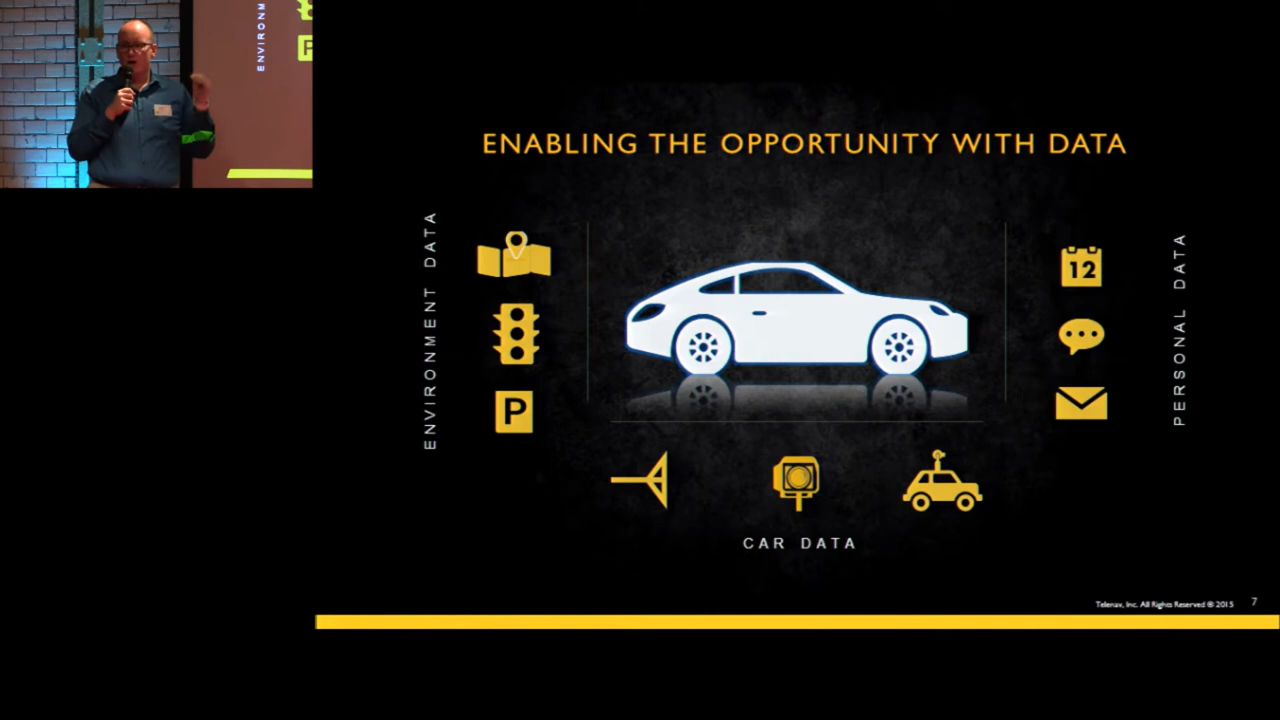 ENVIRONM
P
ENABLING THE OPPORTUNITY WITH DATA
ENVIRONMENT DATA
P
12
PERSONAL DATA
CAR DATA
Telenav, Inc. All Rights Reserved ® 2015
7